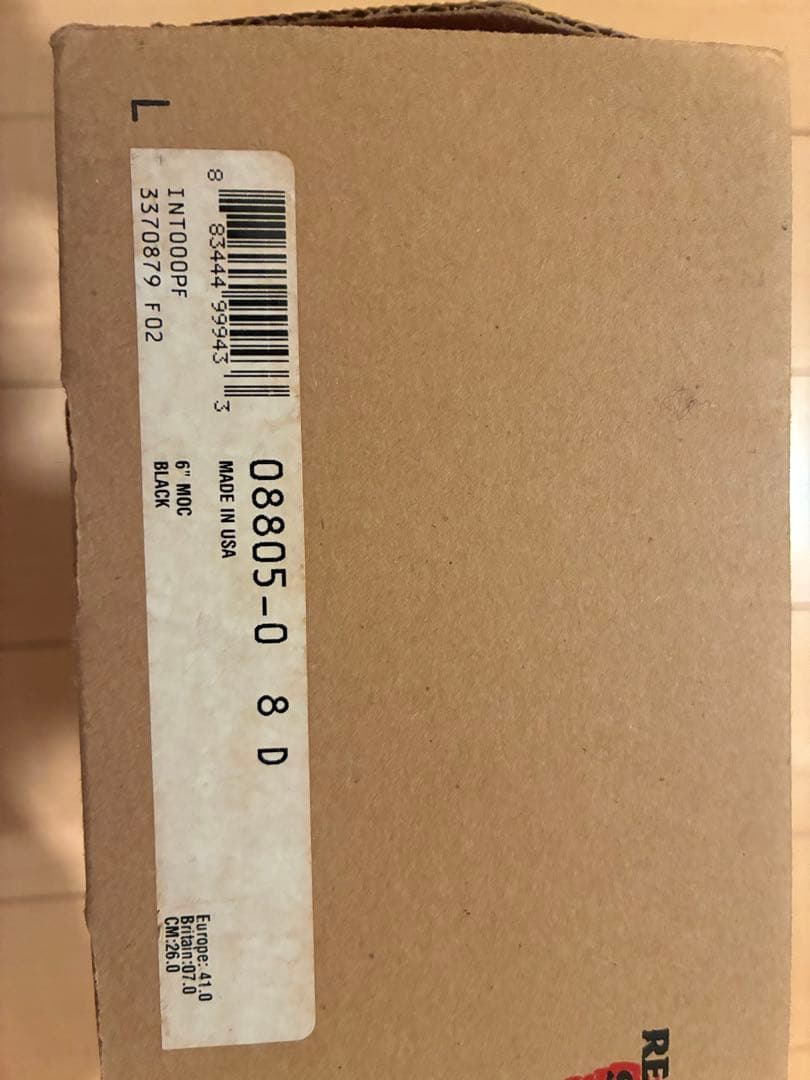 L
8 83444 99943 3
INT000PF
3370879 F02
08805-0 8 D
MADE IN USA
6" MOC
BLACK
Europe: 41.0
Britain:07.0
CM:26.0
RE
S